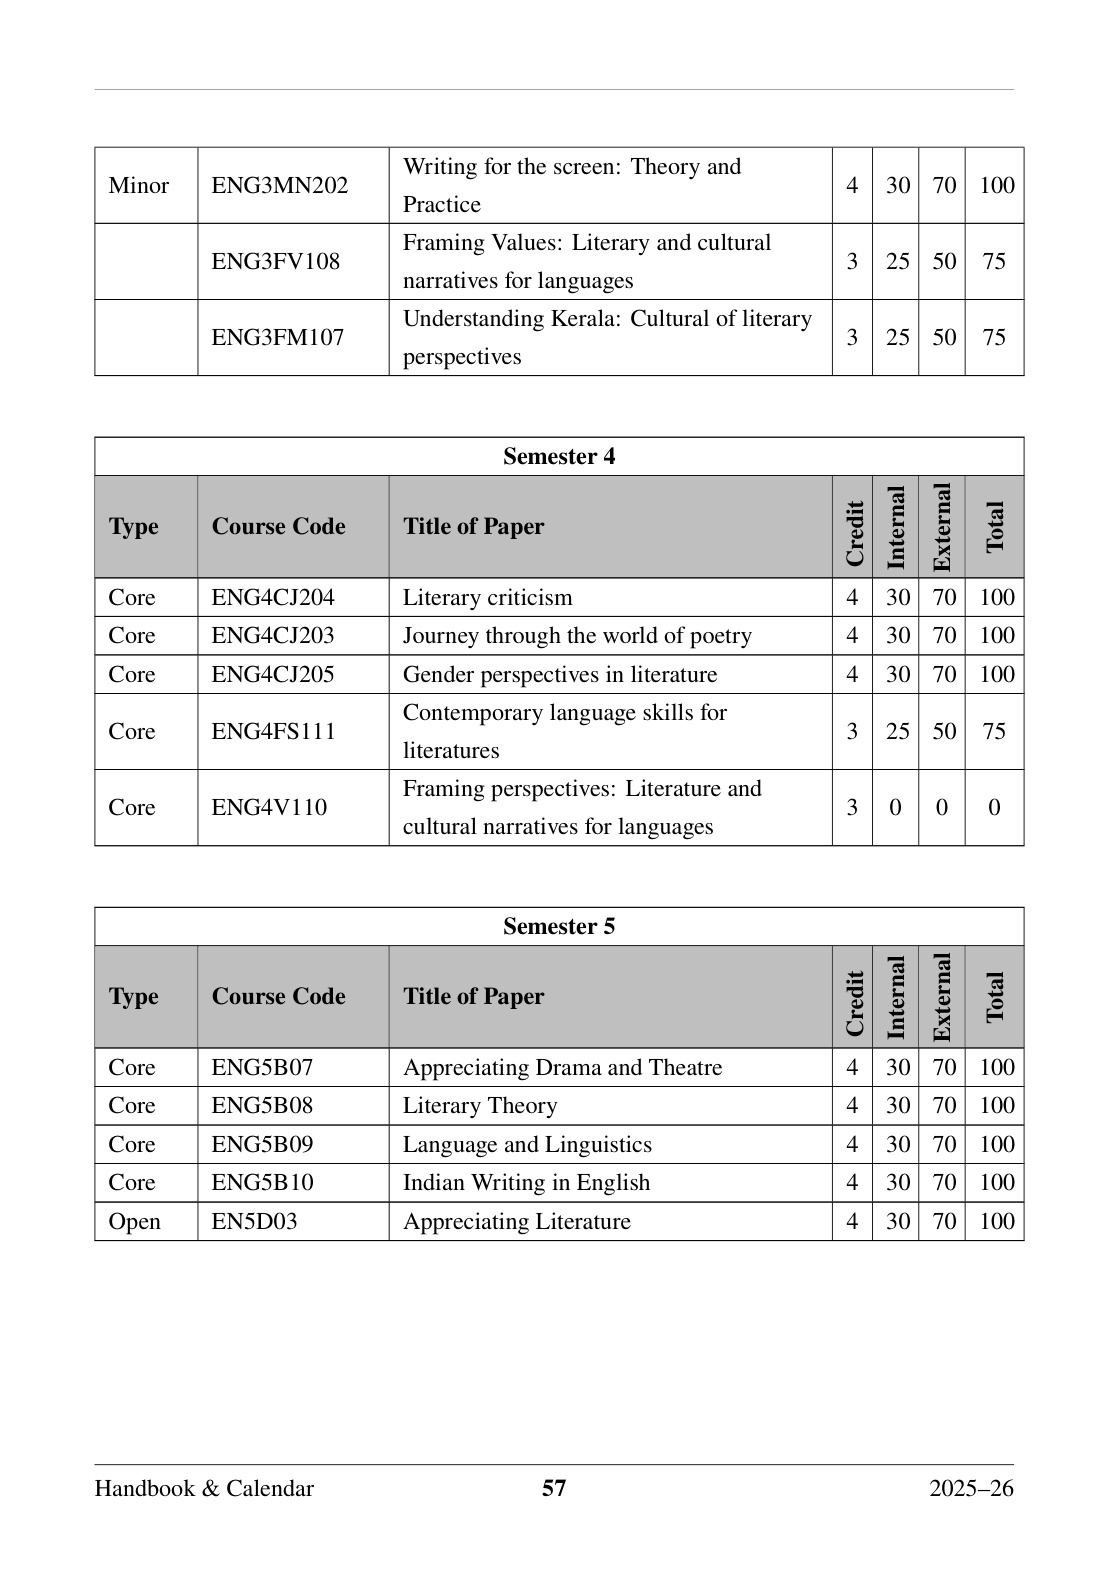 Minor ENG3MN202 Writing for the screen: Theory and Practice 4 30 70 100
ENG3FV108 Framing Values: Literary and cultural narratives for languages 3 25 50 75
ENG3FM107 Understanding Kerala: Cultural of literary perspectives 3 25 50 75
Semester 4
Type Course Code Title of Paper Credit Internal External Total
Core ENG4CJ204 Literary criticism 4 30 70 100
Core ENG4CJ203 Journey through the world of poetry 4 30 70 100
Core ENG4CJ205 Gender perspectives in literature 4 30 70 100
Core ENG4FS111 Contemporary language skills for literatures 3 25 50 75
Core ENG4V110 Framing perspectives: Literature and cultural narratives for languages 3 0 0 0
Semester 5
Type Course Code Title of Paper Credit Internal External Total
Core ENG5B07 Appreciating Drama and Theatre 4 30 70 100
Core ENG5B08 Literary Theory 4 30 70 100
Core ENG5B09 Language and Linguistics 4 30 70 100
Core ENG5B10 Indian Writing in English 4 30 70 100
Open EN5D03 Appreciating Literature 4 30 70 100
Handbook & Calendar 57 2025–26